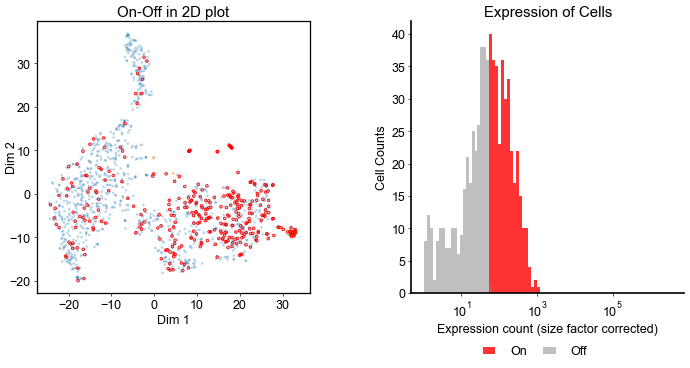 On-Off in 2D plot
Expression of Cells
Dim 2
30
20
10
0
−10
−20
−20 −10 0 10 20 30
Dim 1
Cell Counts
40
35
30
25
20
15
10
5
0
10^1 10^3 10^5
Expression count (size factor corrected)
On Off